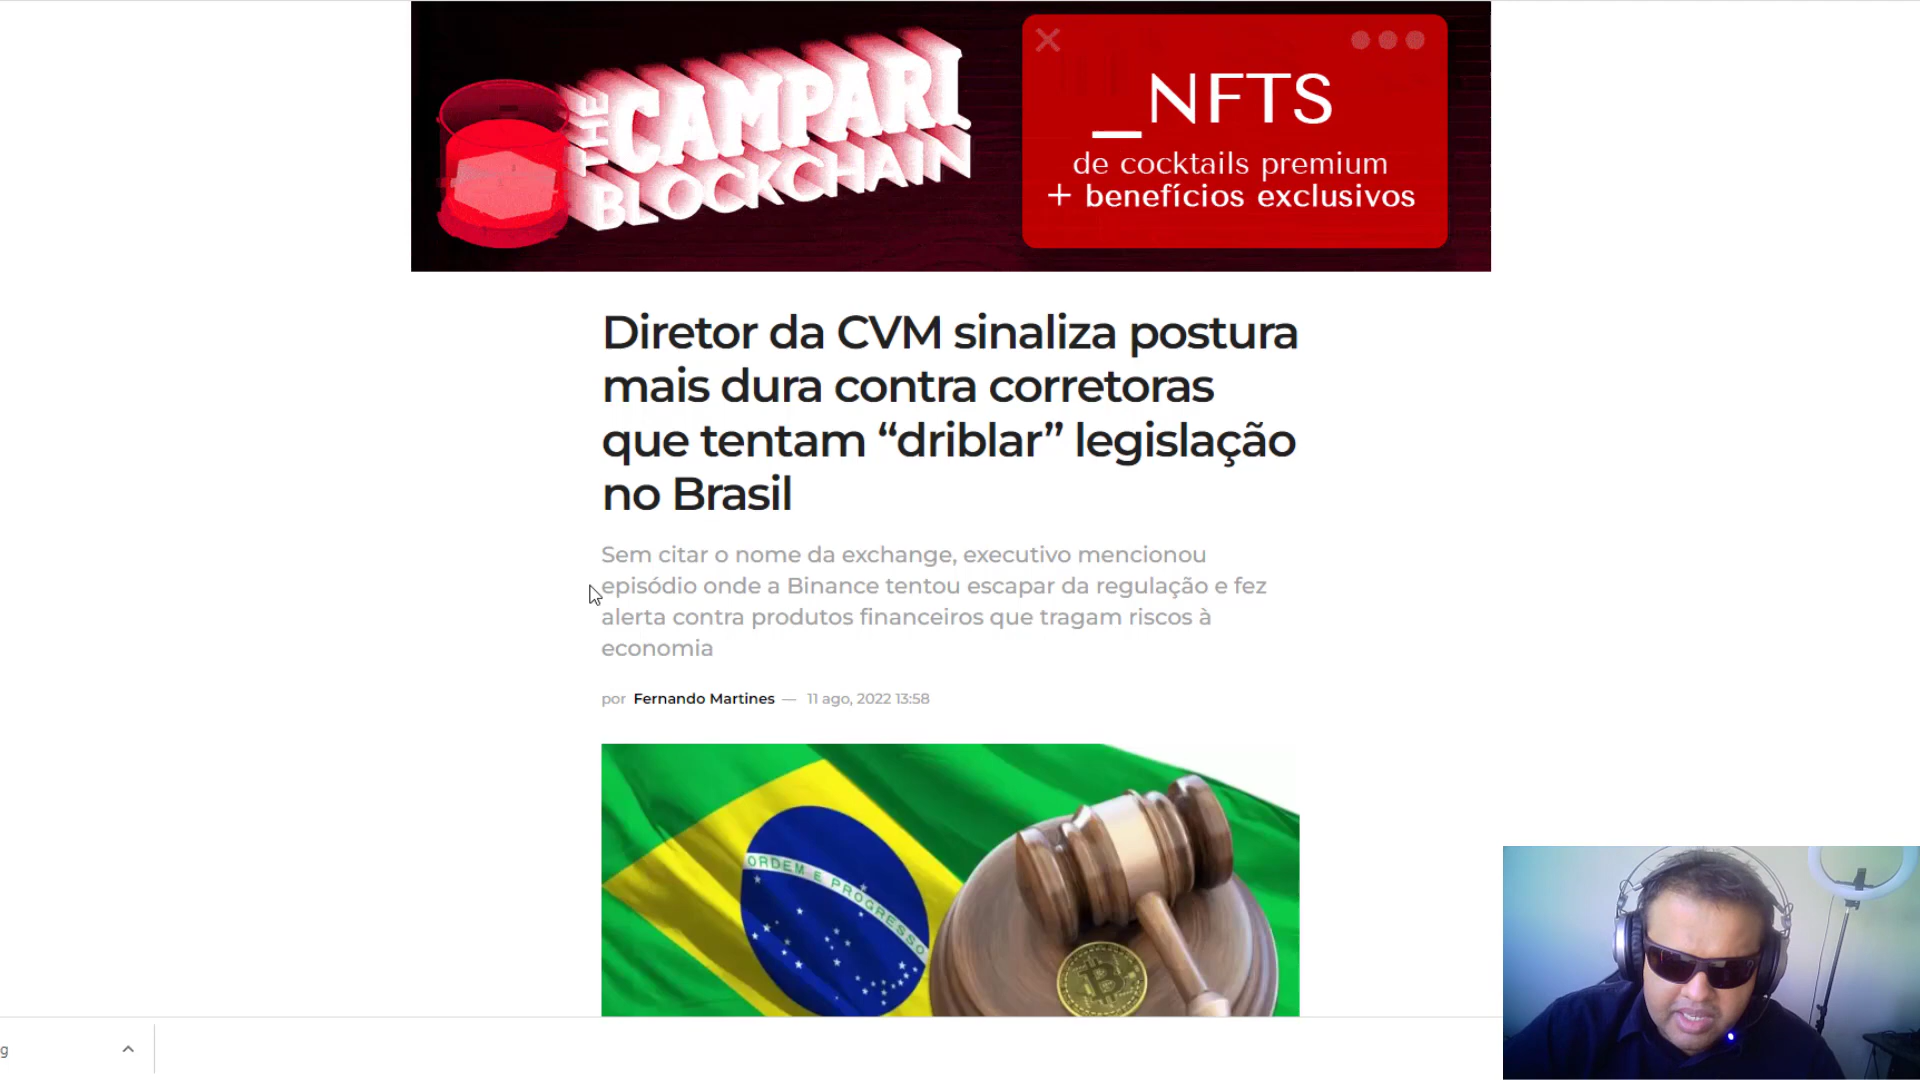 THE
CAMPARI
BLOCKCHAIN
_NFTS
de cocktails premium
+ benefícios exclusivos
Diretor da CVM sinaliza postura
mais dura contra corretoras
que tentam “driblar” legislação
no Brasil
Sem citar o nome da exchange, executivo mencionou
episódio onde a Binance tentou escapar da regulação e fez
alerta contra produtos financeiros que tragam riscos à
economia
por Fernando Martines — 11 ago, 2022 13:58
ORDEM E PROGRESSO
g